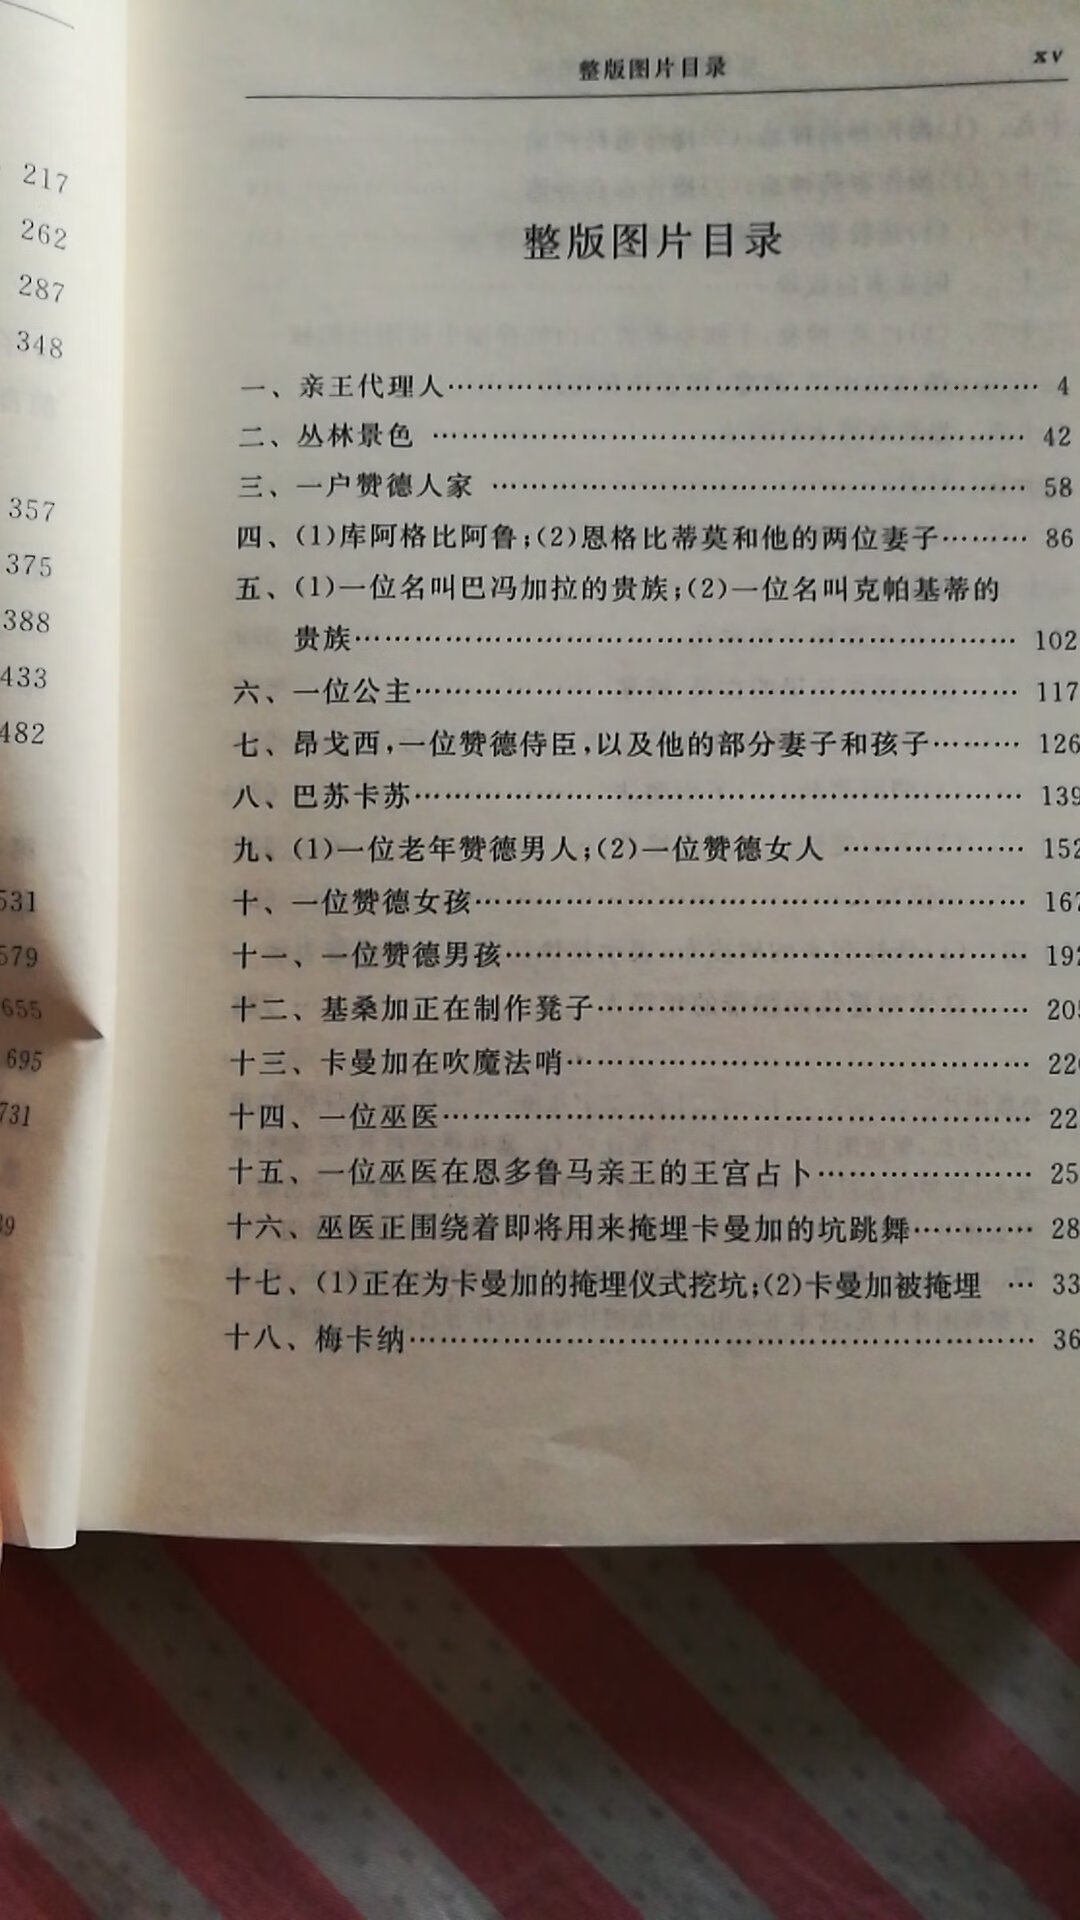 217
262
287
348
357
375
388
433
482
531
579
655
695
731
整版图片目录 xv
整版图片目录
一、亲王代理人………………………………………………… 4
二、丛林景色 ………………………………………………… 42
三、一户赞德人家 …………………………………………… 58
四、(1)库阿格比阿鲁;(2)恩格比蒂莫和他的两位妻子……… 86
五、(1)一位名叫巴冯加拉的贵族;(2)一位名叫克帕基蒂的
贵族……………………………………………………… 102
六、一位公主………………………………………………… 117
七、昂戈西,一位赞德侍臣,以及他的部分妻子和孩子……… 126
八、巴苏卡苏………………………………………………… 139
九、(1)一位老年赞德男人;(2)一位赞德女人 ……………… 152
十、一位赞德女孩…………………………………………… 167
十一、一位赞德男孩………………………………………… 192
十二、基桑加正在制作凳子………………………………… 205
十三、卡曼加在吹魔法哨…………………………………… 22
十四、一位巫医……………………………………………… 22
十五、一位巫医在恩多鲁马亲王的王宫占卜……………… 25
十六、巫医正围绕着即将用来掩埋卡曼加的坑跳舞………… 28
十七、(1)正在为卡曼加的掩埋仪式挖坑;(2)卡曼加被掩埋 … 33
十八、梅卡纳………………………………………………… 36